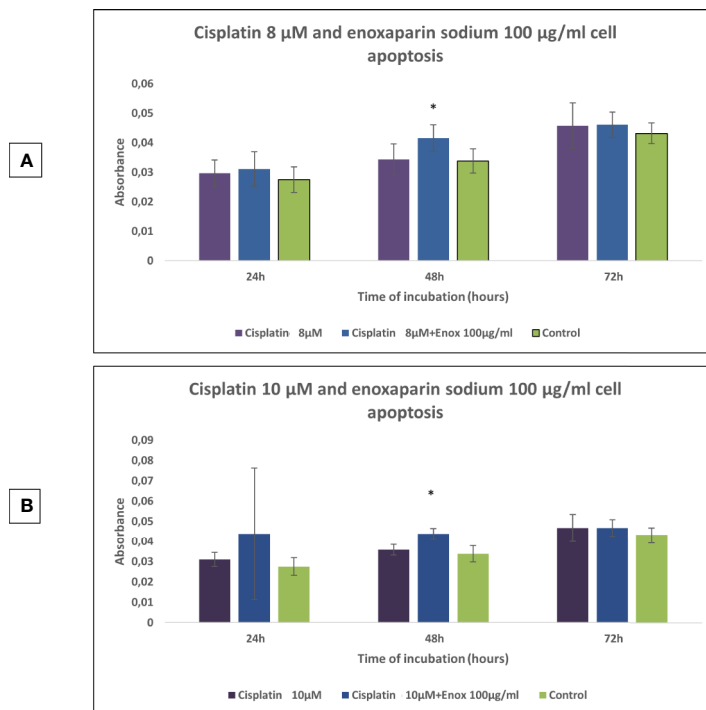 A
Cisplatin 8 µM and enoxaparin sodium 100 µg/ml cell
apoptosis
0,06
0,05
0,04
0,03
0,02
0,01
0
Absorbance
*
24h
48h
72h
Time of incubation (hours)
Cisplatin 8µM
Cisplatin 8µM+Enox 100µg/ml
Control
B
Cisplatin 10 µM and enoxaparin sodium 100 µg/ml cell
apoptosis
0,09
0,08
0,07
0,06
0,05
0,04
0,03
0,02
0,01
0
Absorbance
*
24h
48h
72h
Time of incubation (hours)
Cisplatin 10µM
Cisplatin 10µM+Enox 100µg/ml
Control